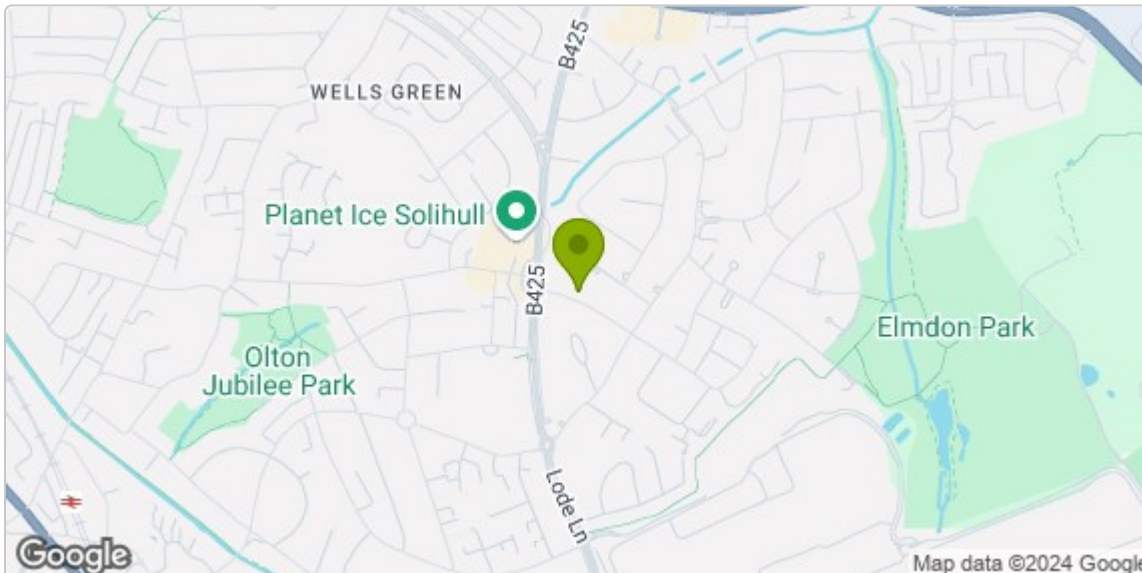 B425
WELLS GREEN
Planet Ice Solihull
B425
Elmdon Park
Olton
Jubilee Park
Lode Ln
Google
Map data ©2024 Google